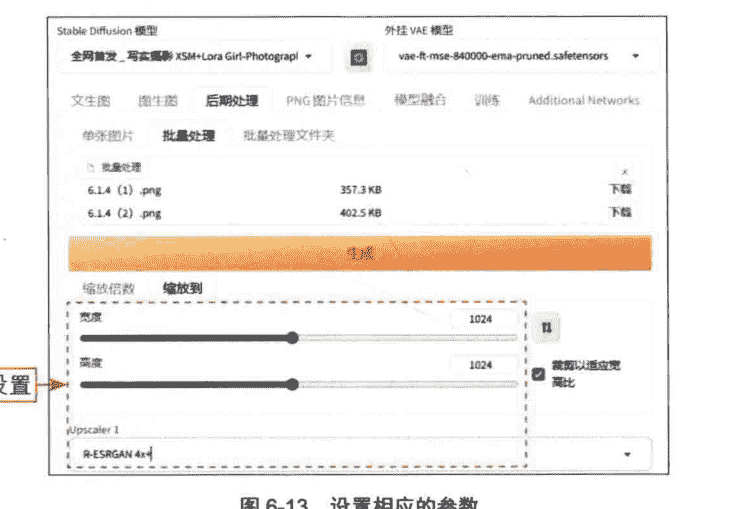 Stable Diffusion 模型
外挂 VAE 模型
全网首发 _ 写实摄影 XSM+Lora Girl-Photograpl
vae-ft-mse-840000-ema-pruned.safetensors
文生图 图生图 后期处理 PNG 图片信息 模型融合 训练 Additional Networks
单张图片 批量处理 批量处理文件夹
批量处理 x
6.1.4（1）.png 357.3 KB 下载
6.1.4（2）.png 402.5 KB 下载
生成
缩放倍数 缩放到
宽度 1024
高度 1024
裁剪以适应宽
高比
设置
Upscaler 1
R-ESRGAN 4x+
图 6-13 设置相应的参数